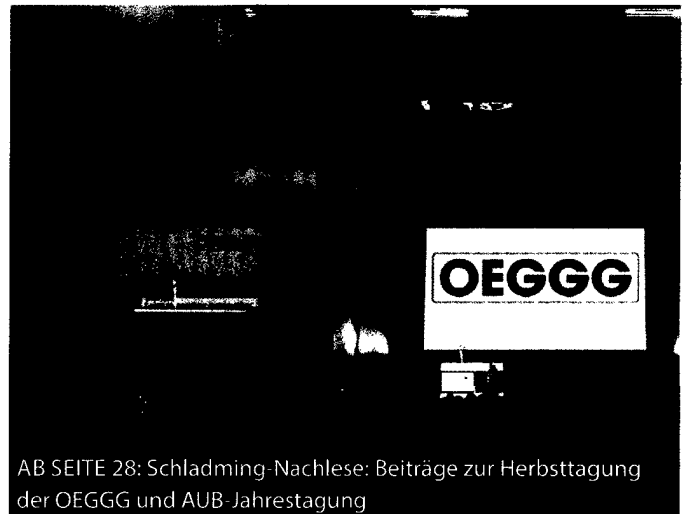 OEGGG
AB SEITE 28: Schladming-Nachlese: Beiträge zur Herbsttagung
der OEGGG und AUB-Jahrestagung